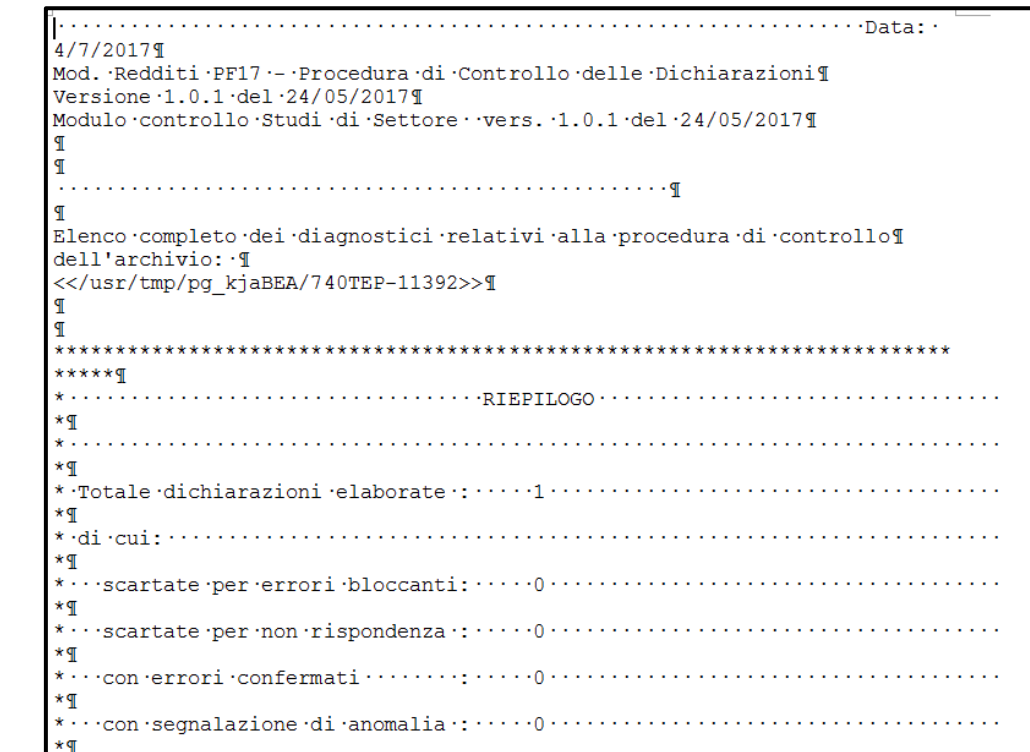 Data:
4/7/2017¶
Mod. Redditi PF17 - Procedura di Controllo delle Dichiarazioni¶
Versione 1.0.1 del 24/05/2017¶
Modulo controllo Studi di Settore  vers. 1.0.1 del 24/05/2017¶
¶
¶
¶
¶
Elenco completo dei diagnostici relativi alla procedura di controllo¶
dell'archivio: ¶
<</usr/tmp/pg_kjaBEA/740TEP-11392>>¶
¶
¶
*************************************************************************
*****¶
* RIEPILOGO
*¶
*
*¶
* Totale dichiarazioni elaborate : 1
*¶
* di cui:
*¶
* scartate per errori bloccanti: 0
*¶
* scartate per non rispondenza : 0
*¶
* con errori confermati : 0
*¶
* con segnalazione di anomalia : 0
*¶